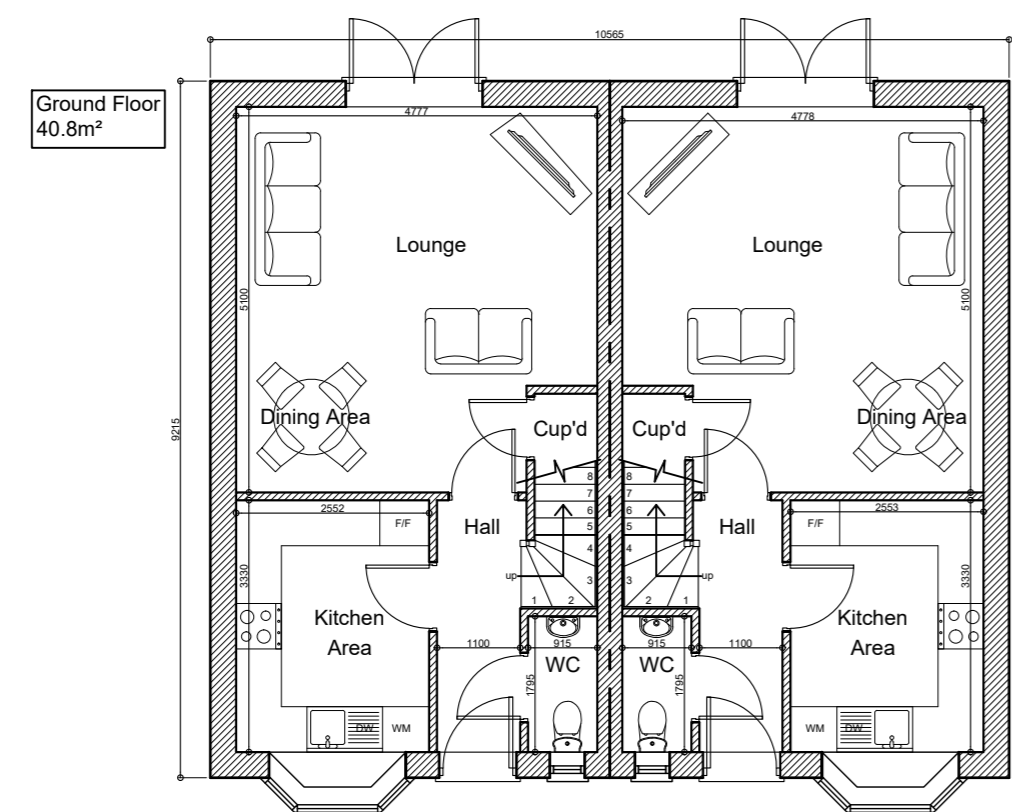 10565
Ground Floor
40.8m²
4777
4778
Lounge
Lounge
5100
5100
9215
Dining Area
Cup'd
Cup'd
Dining Area
8
8
7
7
2552
F/F
Hall
6
6
Hall
F/F
2553
5
5
4
4
3330
up
3
3
up
3330
1
2
2
1
Kitchen
Area
Kitchen
Area
1100
915
915
1100
WC
WC
1795
1795
DW
WM
WM
DW